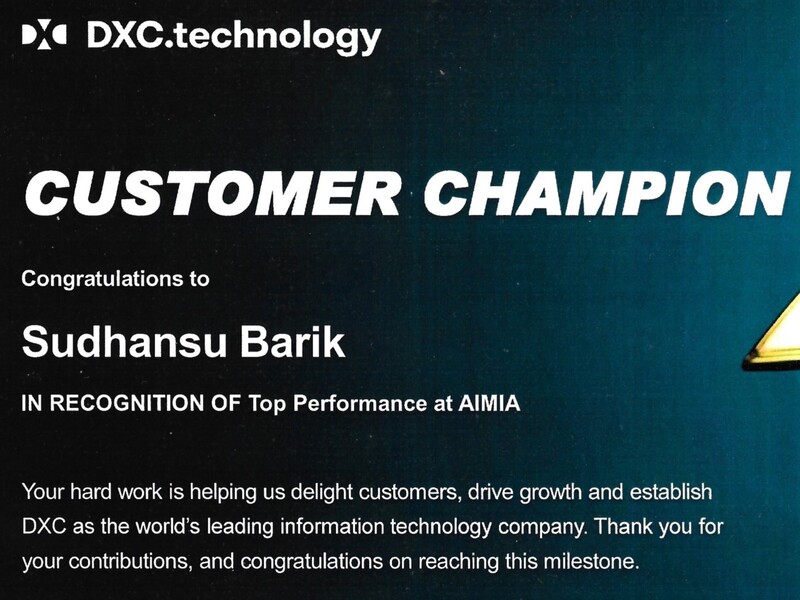 DXC.technology
CUSTOMER CHAMPION
Congratulations to
Sudhansu Barik
IN RECOGNITION OF Top Performance at AIMIA
Your hard work is helping us delight customers, drive growth and establish
DXC as the world’s leading information technology company. Thank you for
your contributions, and congratulations on reaching this milestone.